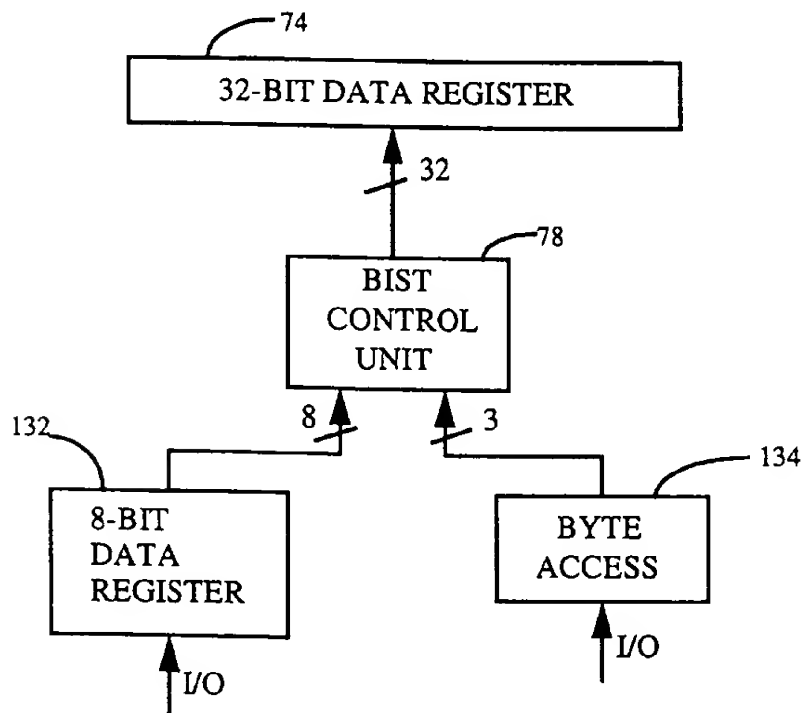 74
32-BIT DATA REGISTER
32
78
BIST
CONTROL
UNIT
8
3
132
134
8-BIT
DATA
REGISTER
BYTE
ACCESS
I/O
I/O